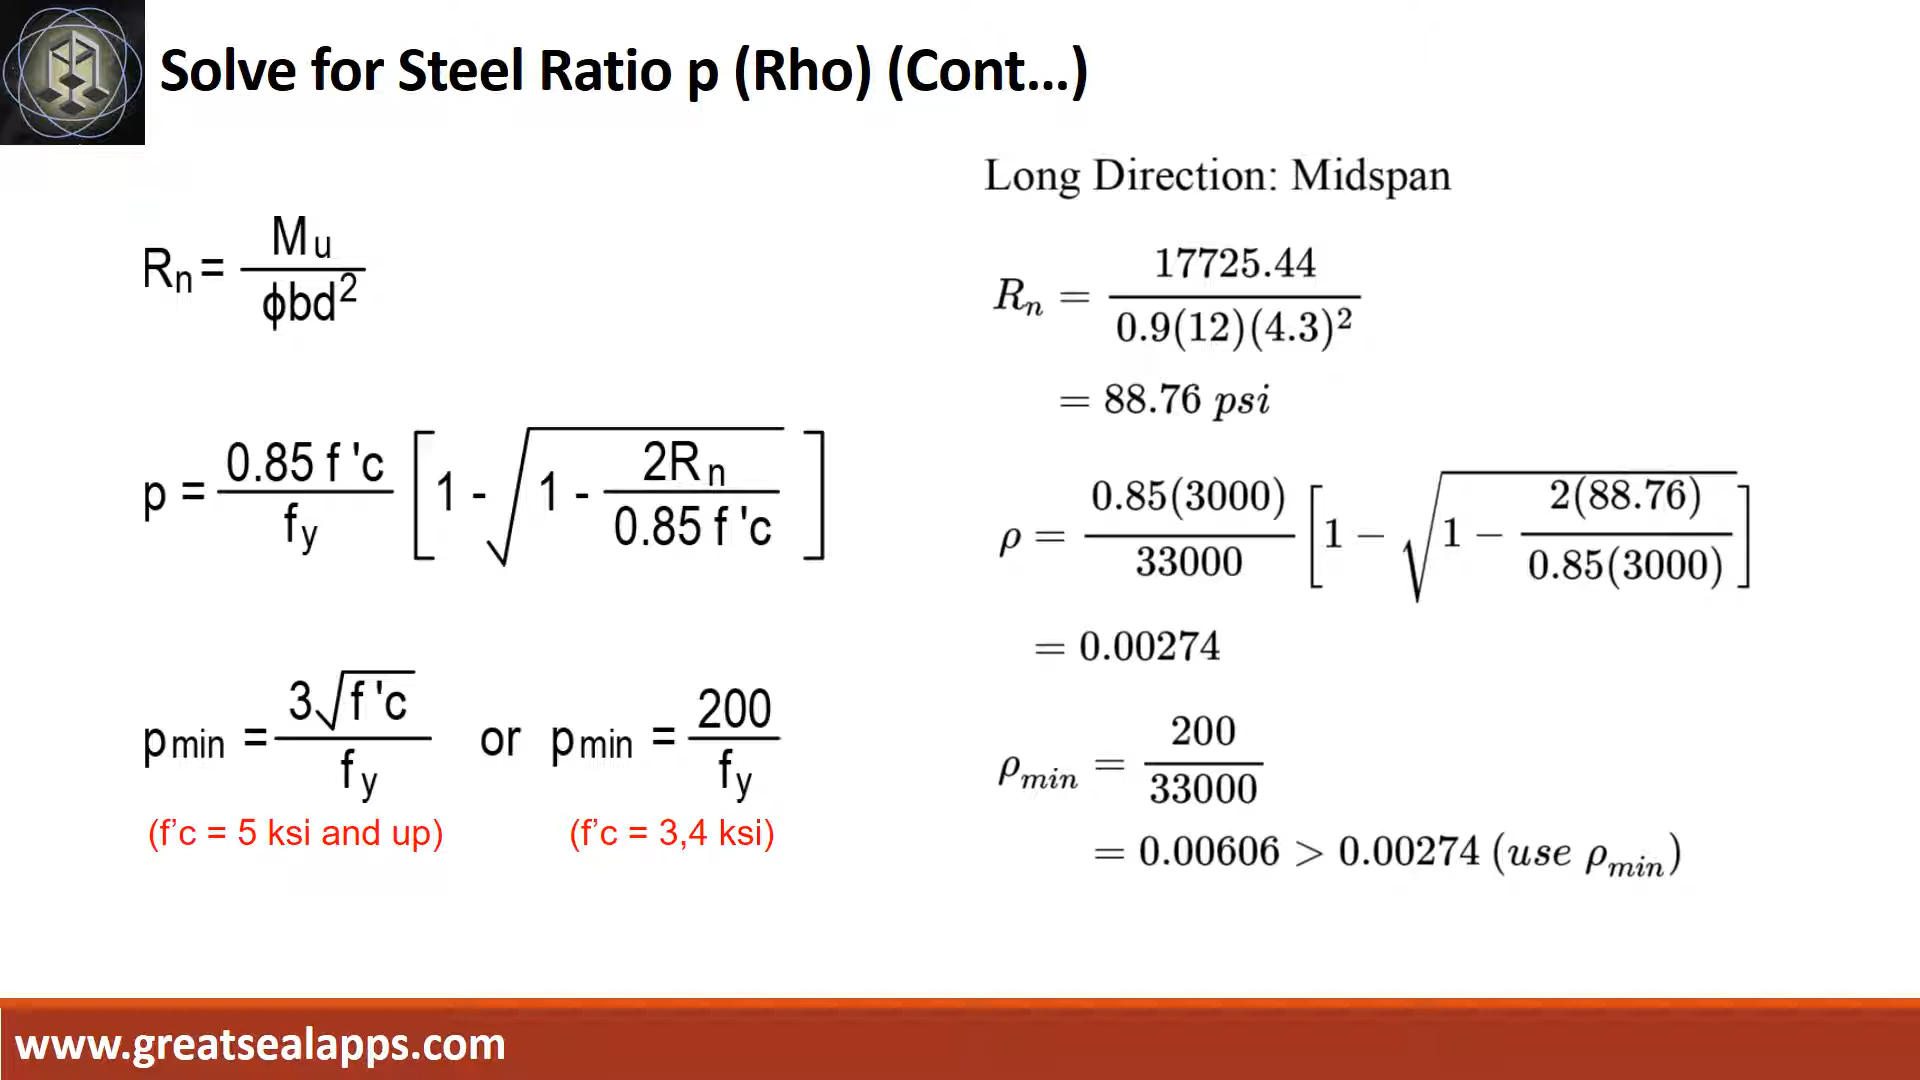 Solve for Steel Ratio p (Rho) (Cont...)
Rn = Mu / ϕbd²
p = 0.85 f 'c / fy [1 - √(1 - 2Rn / 0.85 f 'c)]
pmin = 3√f 'c / fy or pmin = 200 / fy
(f’c = 5 ksi and up) (f’c = 3,4 ksi)
Long Direction: Midspan
Rn = 17725.44 / 0.9(12)(4.3)²
= 88.76 psi
ρ = 0.85(3000) / 33000 [1 − √(1 − 2(88.76) / 0.85(3000))]
= 0.00274
ρmin = 200 / 33000
= 0.00606 > 0.00274 (use ρmin)
www.greatsealapps.com